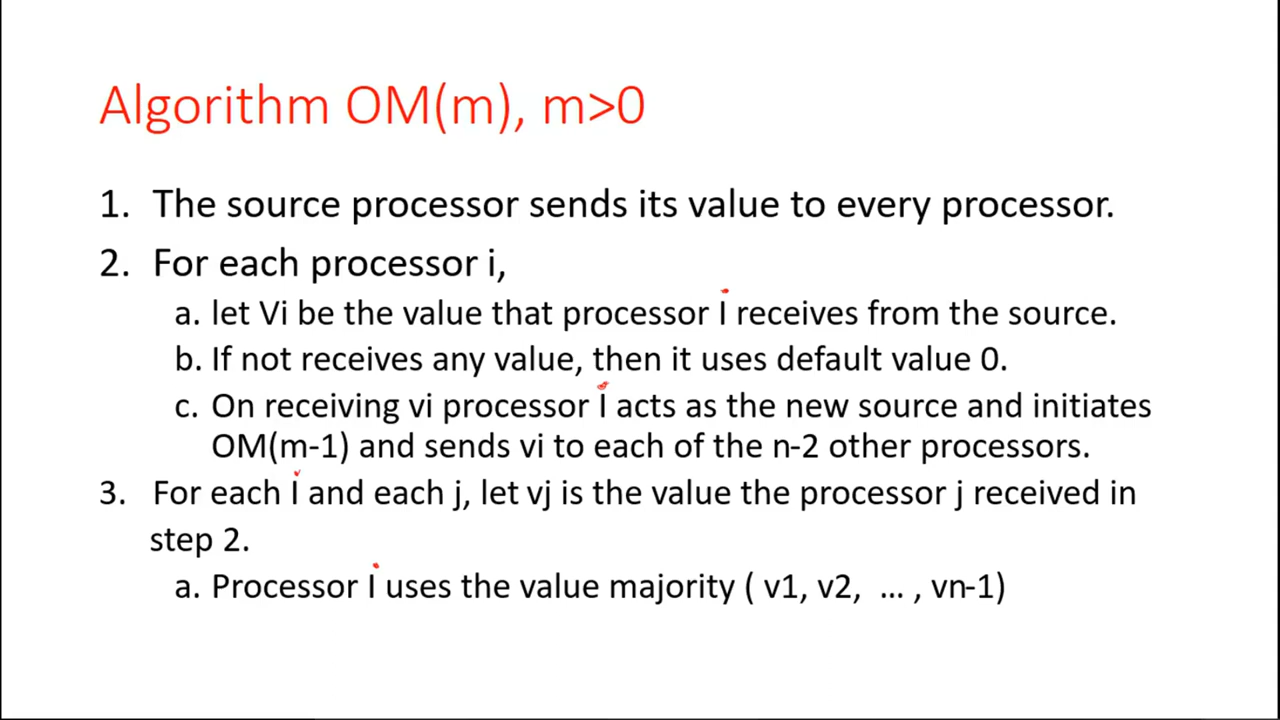 Algorithm OM(m), m>0
1. The source processor sends its value to every processor.
2. For each processor i,
a. let Vi be the value that processor I receives from the source.
b. If not receives any value, then it uses default value 0.
c. On receiving vi processor I acts as the new source and initiates
OM(m-1) and sends vi to each of the n-2 other processors.
3. For each I and each j, let vj is the value the processor j received in
step 2.
a. Processor I uses the value majority ( v1, v2, ... , vn-1)